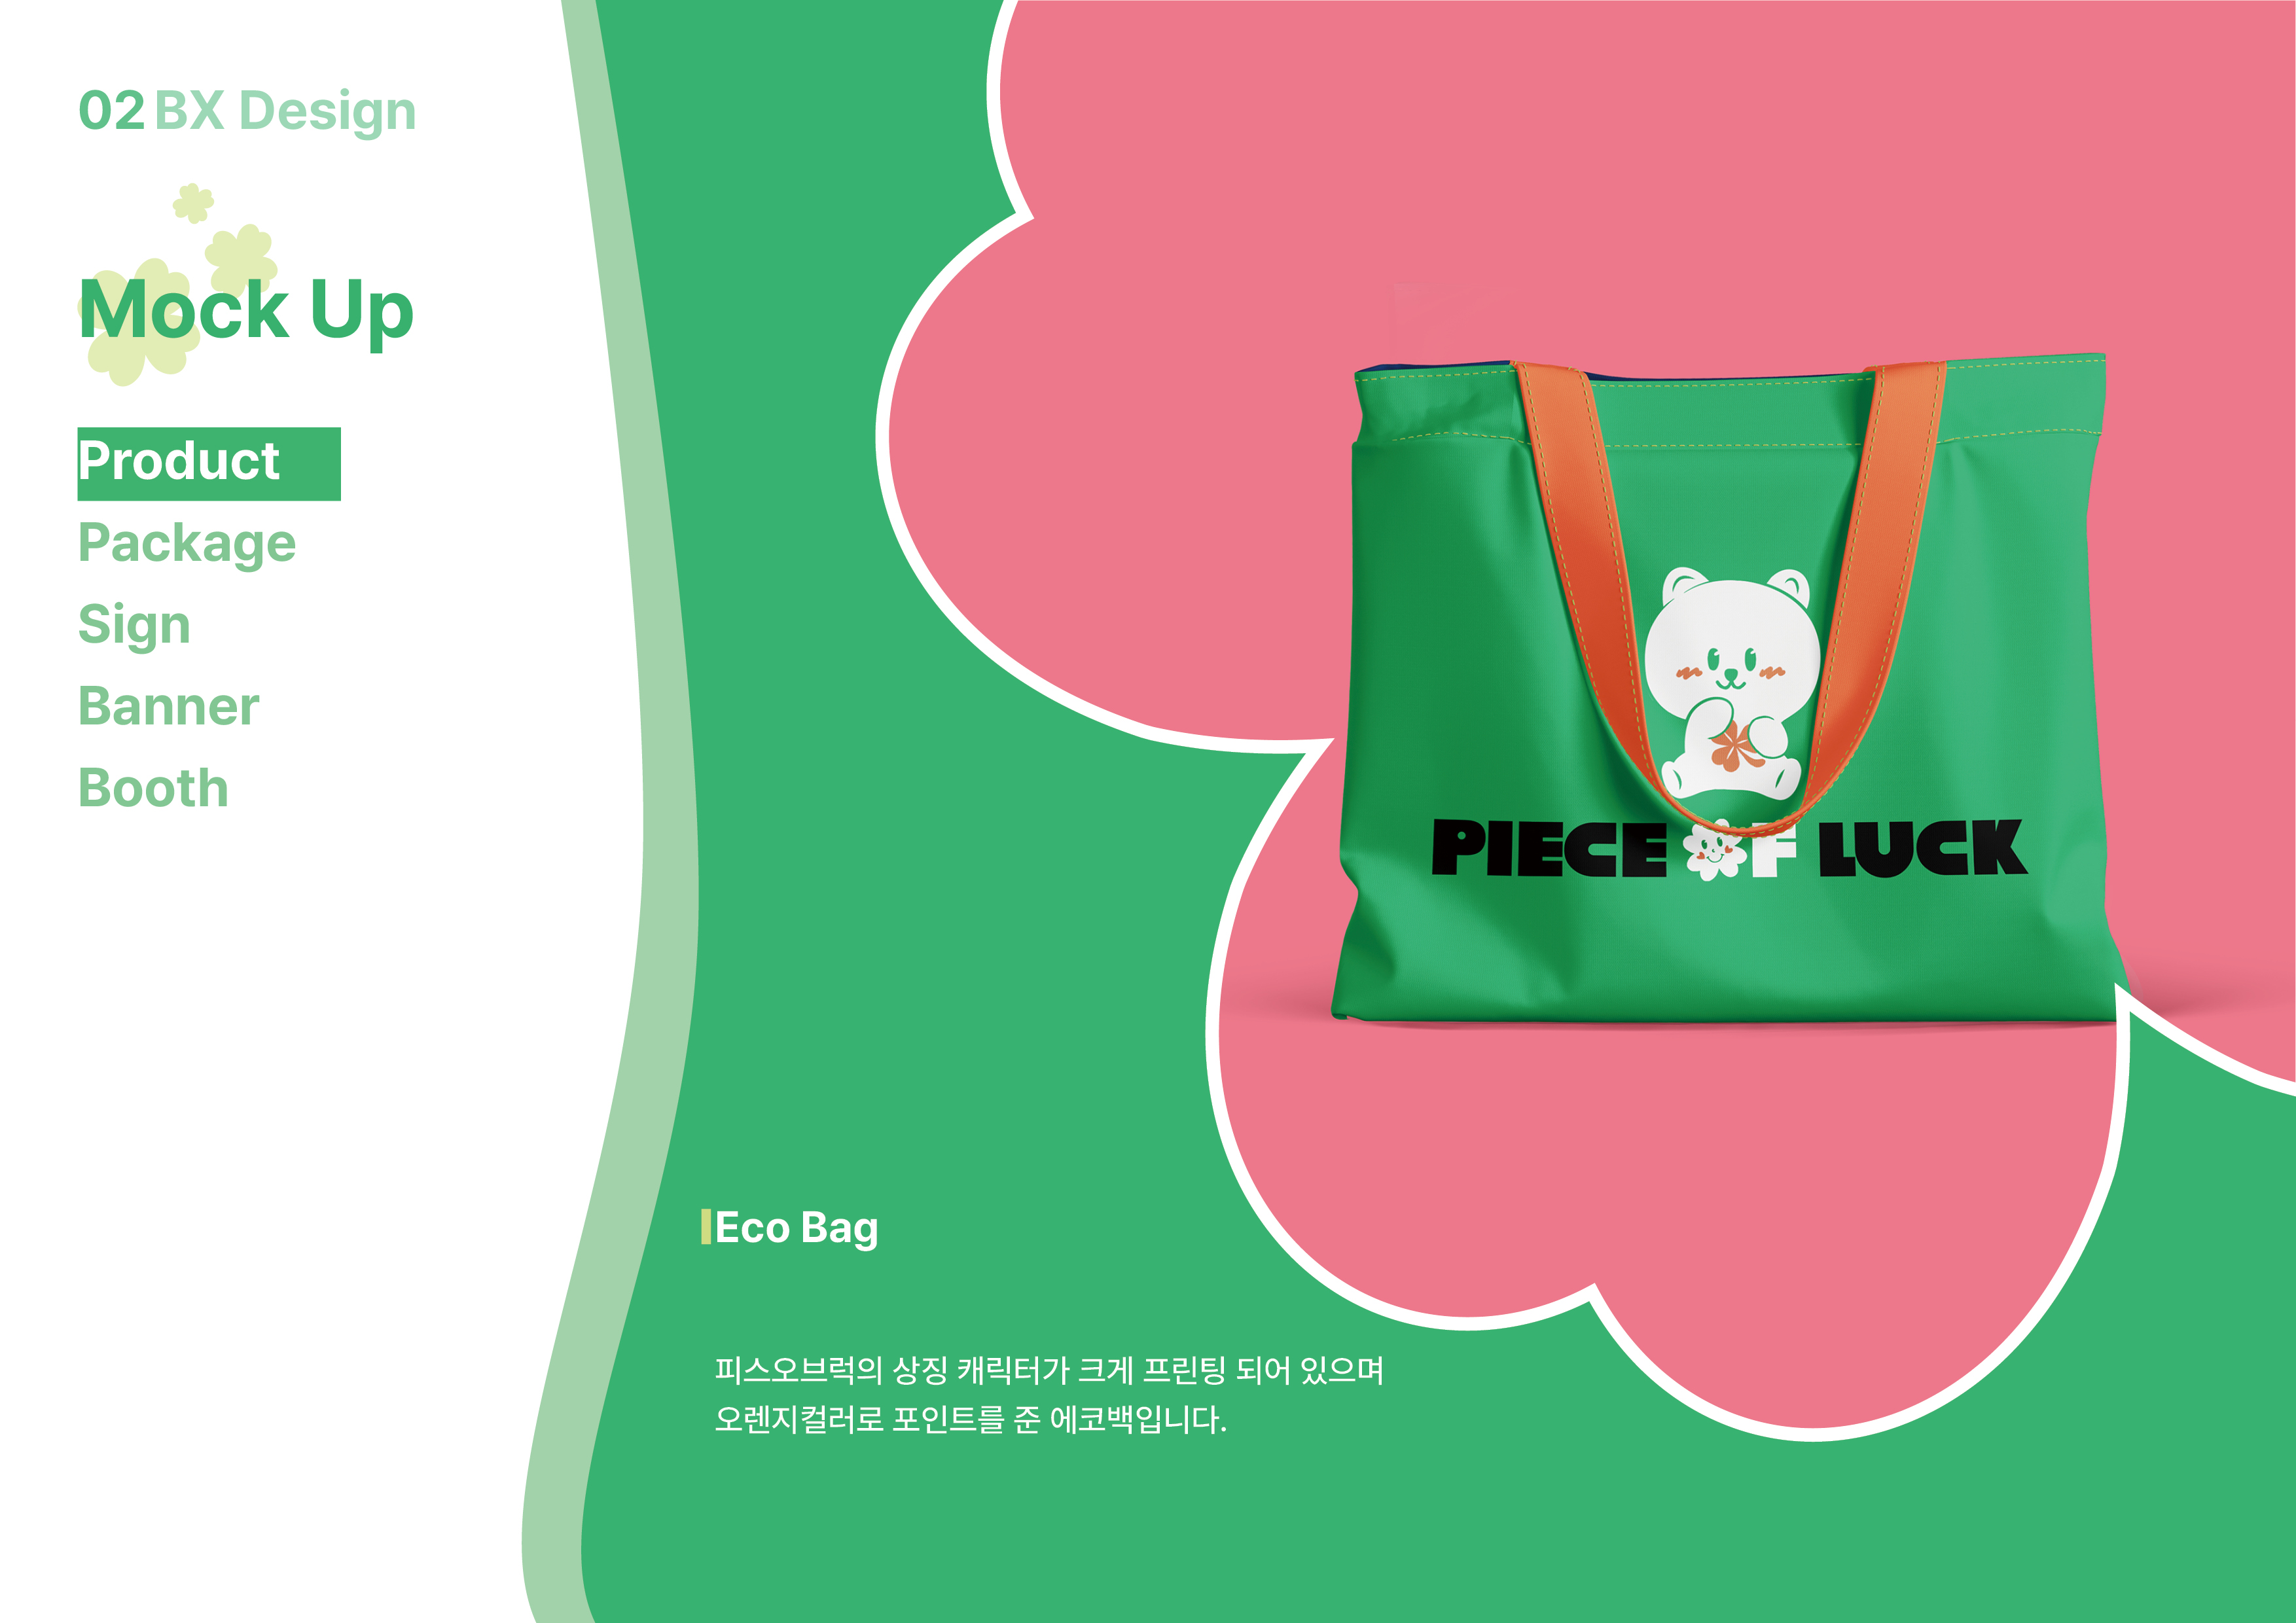 02 BX Design
Mock Up
Product
Package
Sign
Banner
Booth
PIECE OF LUCK
Eco Bag
피스오브럭의 상징 캐릭터가 크게 프린팅 되어 있으며
오렌지컬러로 포인트를 준 에코백입니다.